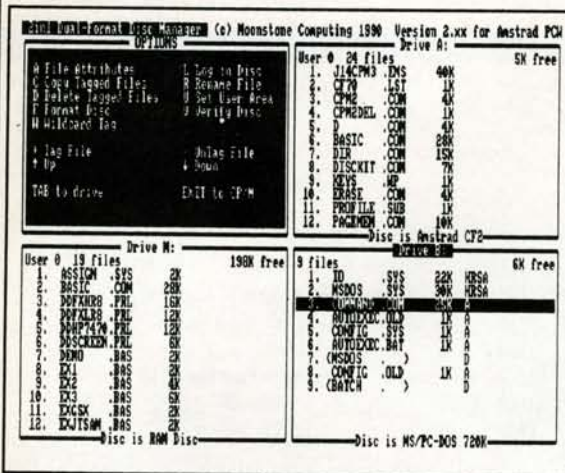 2in1 Dual-Format Disc Manager (c) Moonstone Computing 1990 Version 2.xx for Amstrad PCW
OPTIONS
A File Attributes L Log in Disc
C Copy Tagged Files R Rename File
D Delete Tagged Files U Set User Area
F Format Disc V Verify Disc
W Wildcard Tag
Tag File Untag File
↑ Up ↓ Down
TAB to drive EXIT to CP/M
Drive A:
User 0 24 files 5K free
1. J14CPM3 .EMS 40K
2. CF70 .LST 1K
3. CPM2 .COM 4K
4. CPM2DEL .COM 1K
5. D .COM 4K
6. BASIC .COM 28K
7. DIR .COM 15K
8. DISCKIT .COM 7K
9. KEYS .WP 1K
10. ERASE .COM 4K
11. PROFILE .SUB 1K
12. PAGEMEM .COM 10K
Disc is Amstrad CF2
Drive M:
User 0 19 files 198K free
1. ASSIGN .SYS 2K
2. BASIC .COM 28K
3. DDFXHR8 .PRL 16K
4. DDFXLR8 .PRL 12K
5. DDHP7470 .PRL 12K
6. DDSCREEN .PRL 6K
7. DEMO .BAS 2K
8. EX1 .BAS 2K
9. EX2 .BAS 4K
10. EX3 .BAS 6K
11. EXGSX .BAS 2K
12. EXJTSAM .BAS 2K
Disc is RAM Disc
Drive B:
9 files 6K free
1. IO .SYS 22K HRSA
2. MSDOS .SYS 30K HRSA
3. COMMAND .COM A
4. AUTOEXEC.OLD 1K A
5. CONFIG .SYS 1K A
6. AUTOEXEC.BAT 1K A
7. (MSDOS . ) D
8. CONFIG .OLD 1K A
9. (BATCH . ) D
Disc is MS/PC-DOS 720K